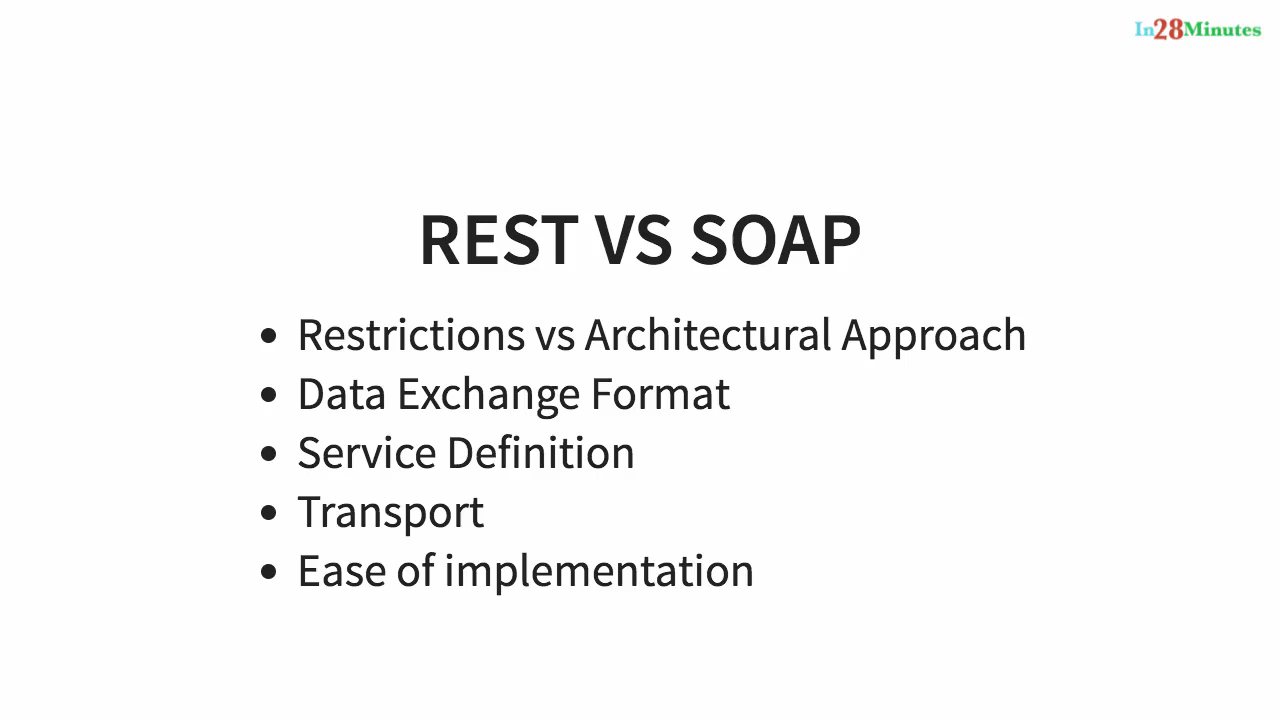 In28Minutes
REST VS SOAP
• Restrictions vs Architectural Approach
• Data Exchange Format
• Service Definition
• Transport
• Ease of implementation